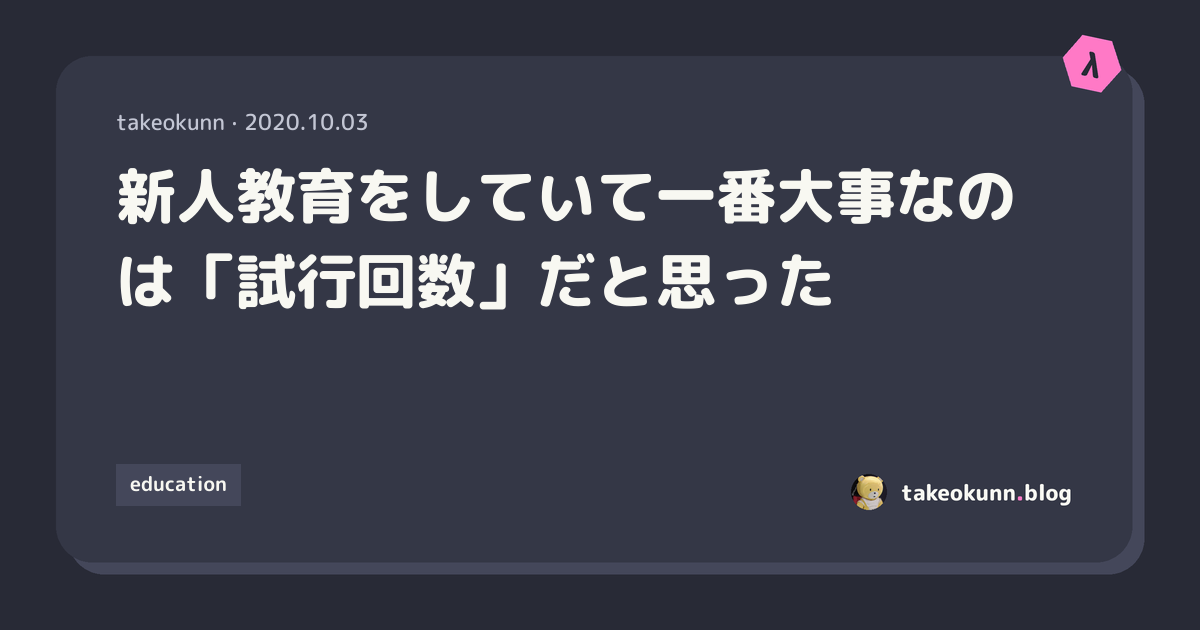 λ
takeokunn · 2020.10.03
新人教育をしていて一番大事なの
は「試行回数」だと思った
education
takeokunn.blog